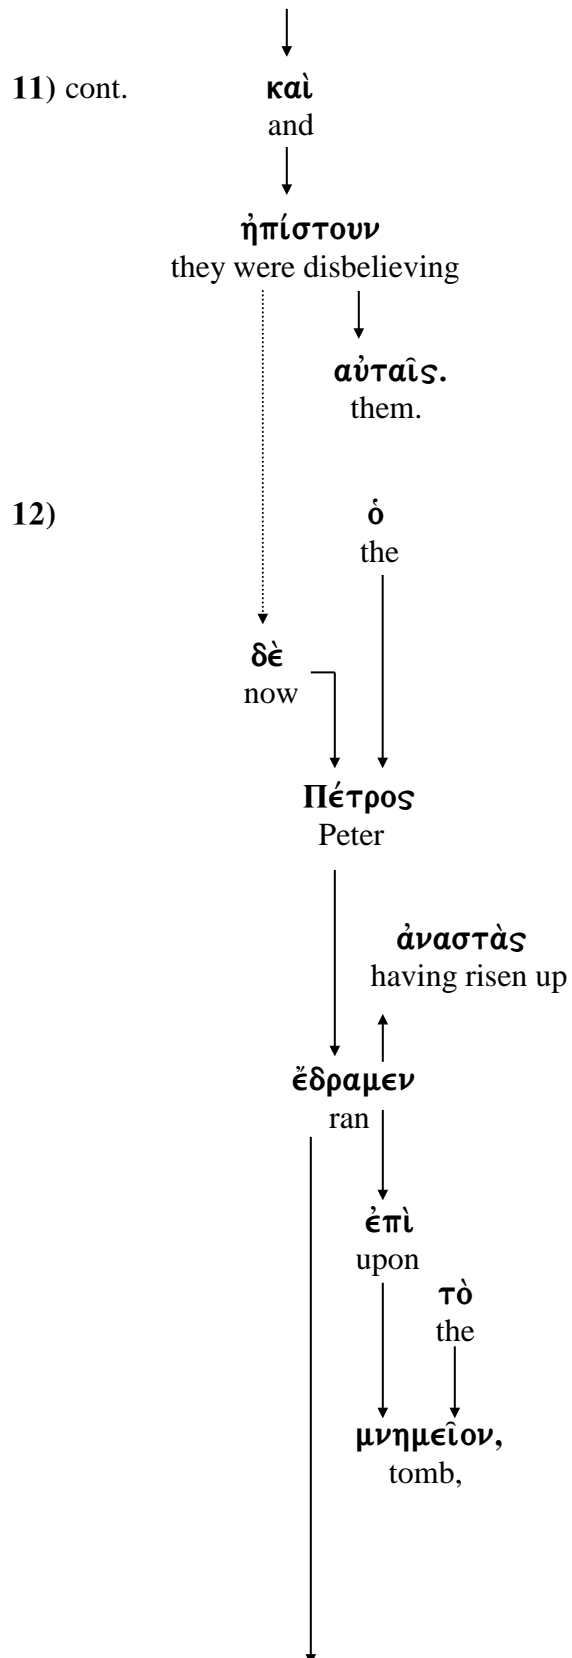 11) cont. καὶ
and
ἠπίστουν
they were disbelieving
αὐταῖς.
them.
12) ὁ
the
δὲ
now
Πέτρος
Peter
ἀναστὰς
having risen up
ἔδραμεν
ran
ἐπὶ
upon
τὸ
the
μνημεῖον,
tomb,